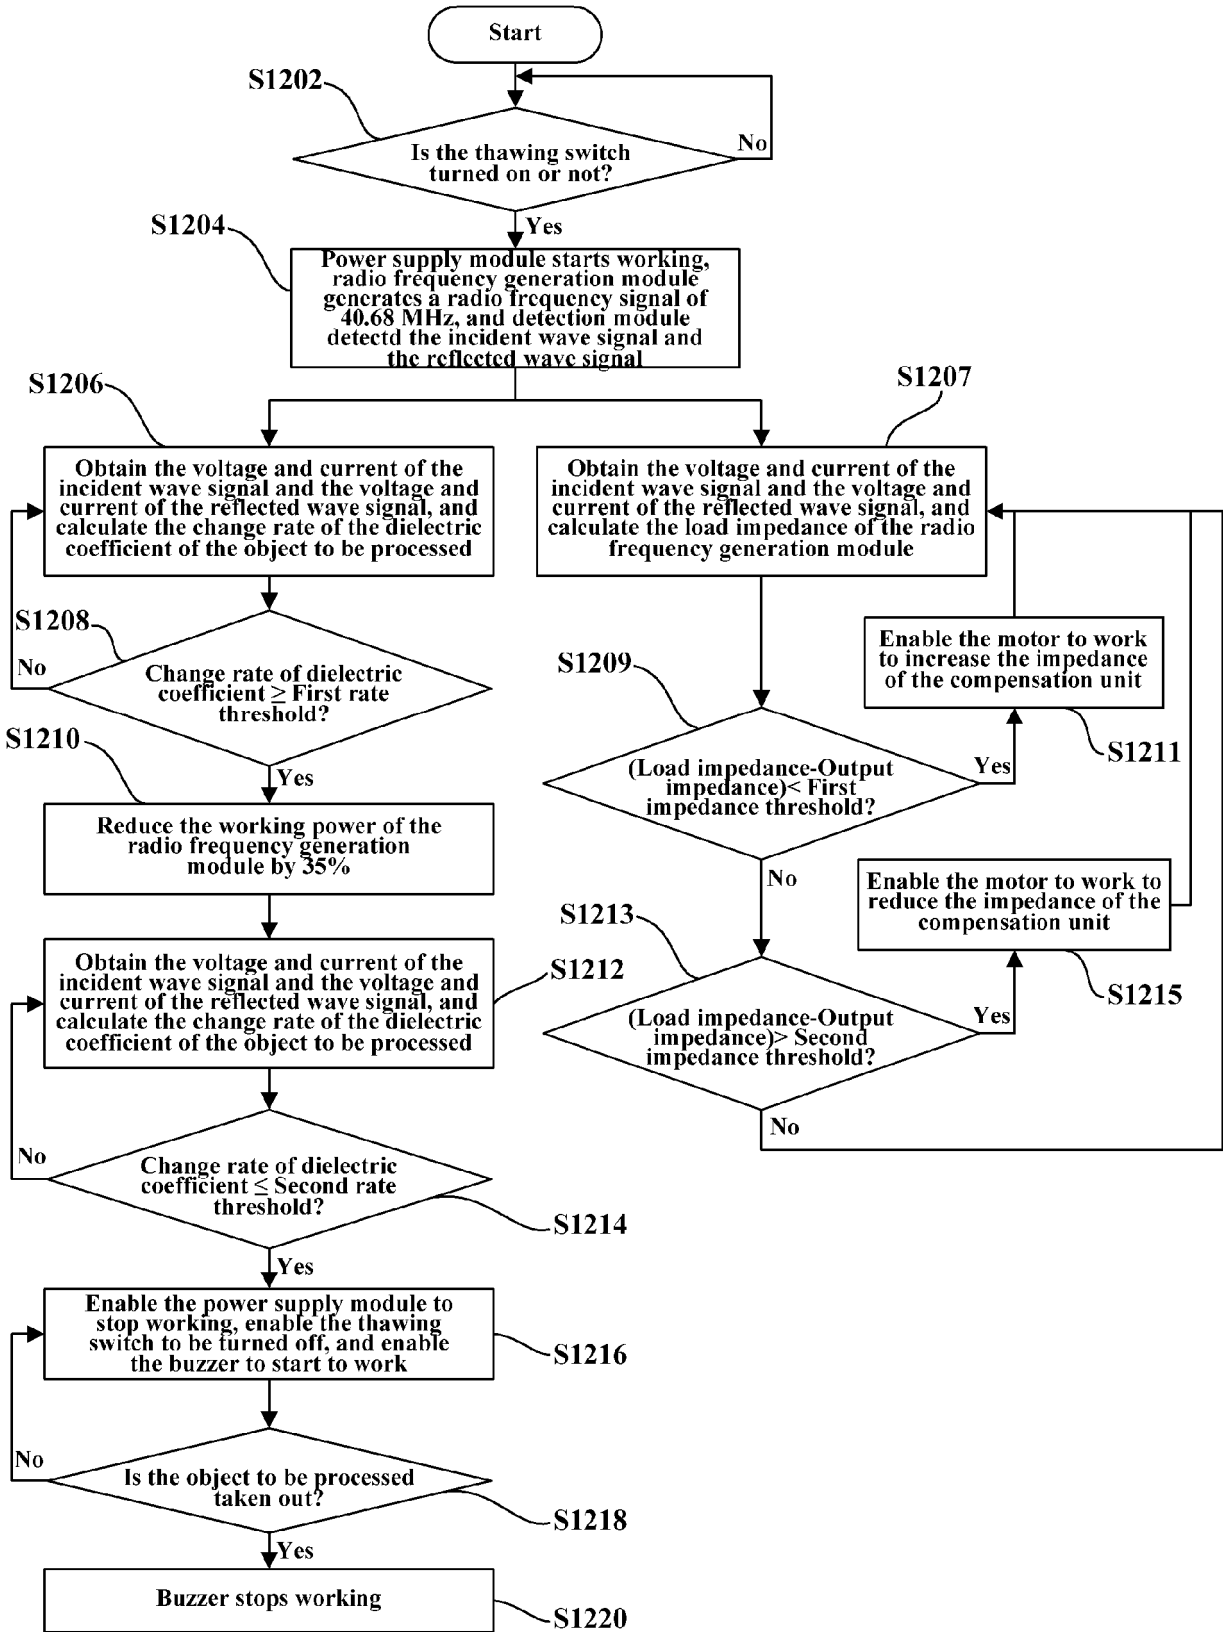 Start
S1202
No
Is the thawing switch
turned on or not?
Yes
S1204
Power supply module starts working,
radio frequency generation module
generates a radio frequency signal of
40.68 MHz, and detection module
detectd the incident wave signal and
the reflected wave signal
S1206
Obtain the voltage and current of the
incident wave signal and the voltage and
current of the reflected wave signal, and
calculate the change rate of the dielectric
coefficient of the object to be processed
S1208
No
Change rate of dielectric
coefficient ≥ First rate
threshold?
Yes
S1210
Reduce the working power of the
radio frequency generation
module by 35%
Obtain the voltage and current of the
incident wave signal and the voltage and
current of the reflected wave signal, and
calculate the change rate of the dielectric
coefficient of the object to be processed
S1212
No
Change rate of dielectric
coefficient ≤ Second rate
threshold?
S1214
Yes
Enable the power supply module to
stop working, enable the thawing
switch to be turned off, and enable
the buzzer to start to work
S1216
No
Is the object to be processed
taken out?
S1218
Yes
Buzzer stops working
S1220
S1207
Obtain the voltage and current of the
incident wave signal and the voltage and
current of the reflected wave signal, and
calculate the load impedance of the radio
frequency generation module
S1209
(Load impedance-Output
impedance)< First
impedance threshold?
Yes
Enable the motor to work
to increase the impedance
of the compensation unit
S1211
No
S1213
(Load impedance-Output
impedance)> Second
impedance threshold?
Yes
Enable the motor to work to
reduce the impedance of the
compensation unit
S1215
No